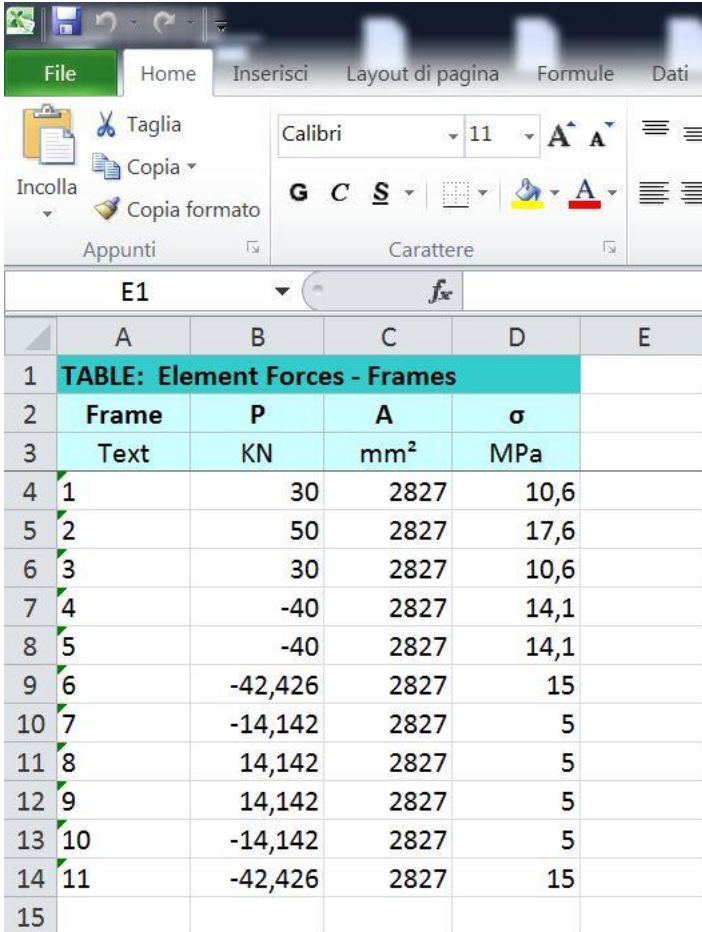 File Home Inserisci Layout di pagina Formule Dati
Taglia
Copia
Incolla
Copia formato
Appunti
Calibri 11 A A
G C S A
Carattere
E1 fx
A B C D E
1 TABLE: Element Forces - Frames
2 Frame P A σ
3 Text KN mm² MPa
4 1 30 2827 10,6
5 2 50 2827 17,6
6 3 30 2827 10,6
7 4 -40 2827 14,1
8 5 -40 2827 14,1
9 6 -42,426 2827 15
10 7 -14,142 2827 5
11 8 14,142 2827 5
12 9 14,142 2827 5
13 10 -14,142 2827 5
14 11 -42,426 2827 15
15